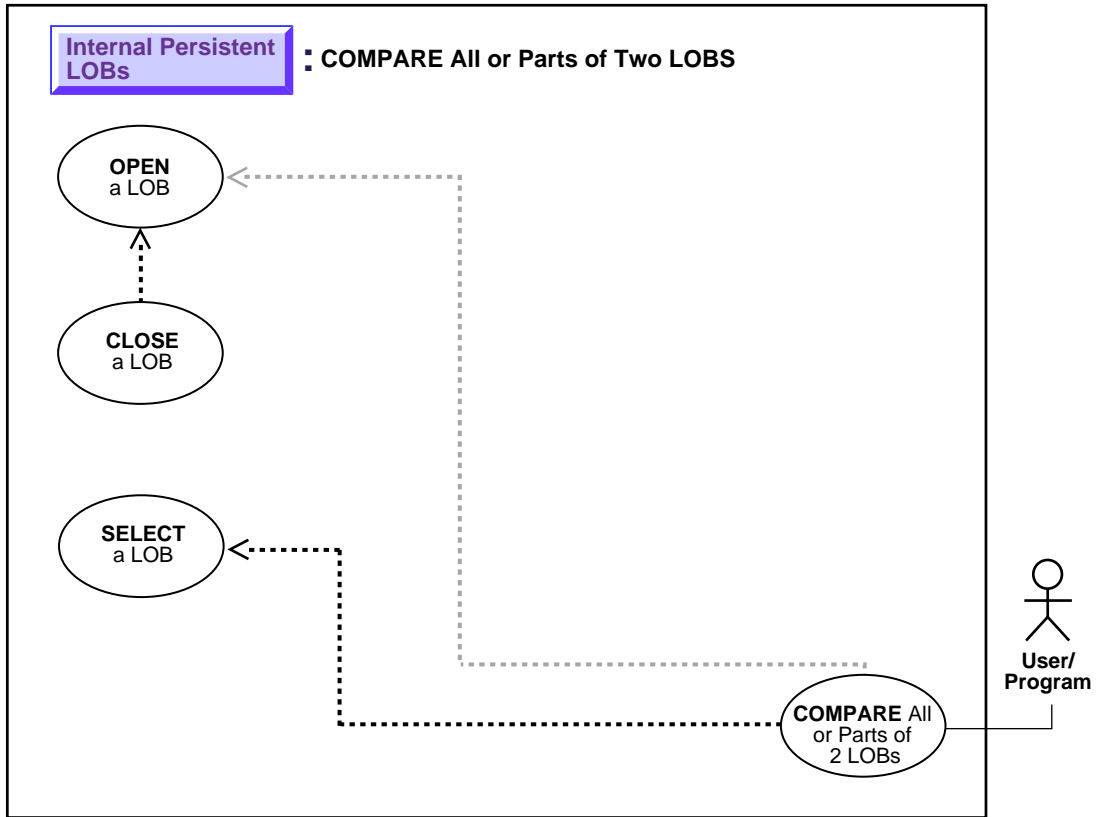 Internal Persistent
LOBs
: COMPARE All or Parts of Two LOBS
OPEN
a LOB
CLOSE
a LOB
SELECT
a LOB
User/
Program
COMPARE All
or Parts of
2 LOBs